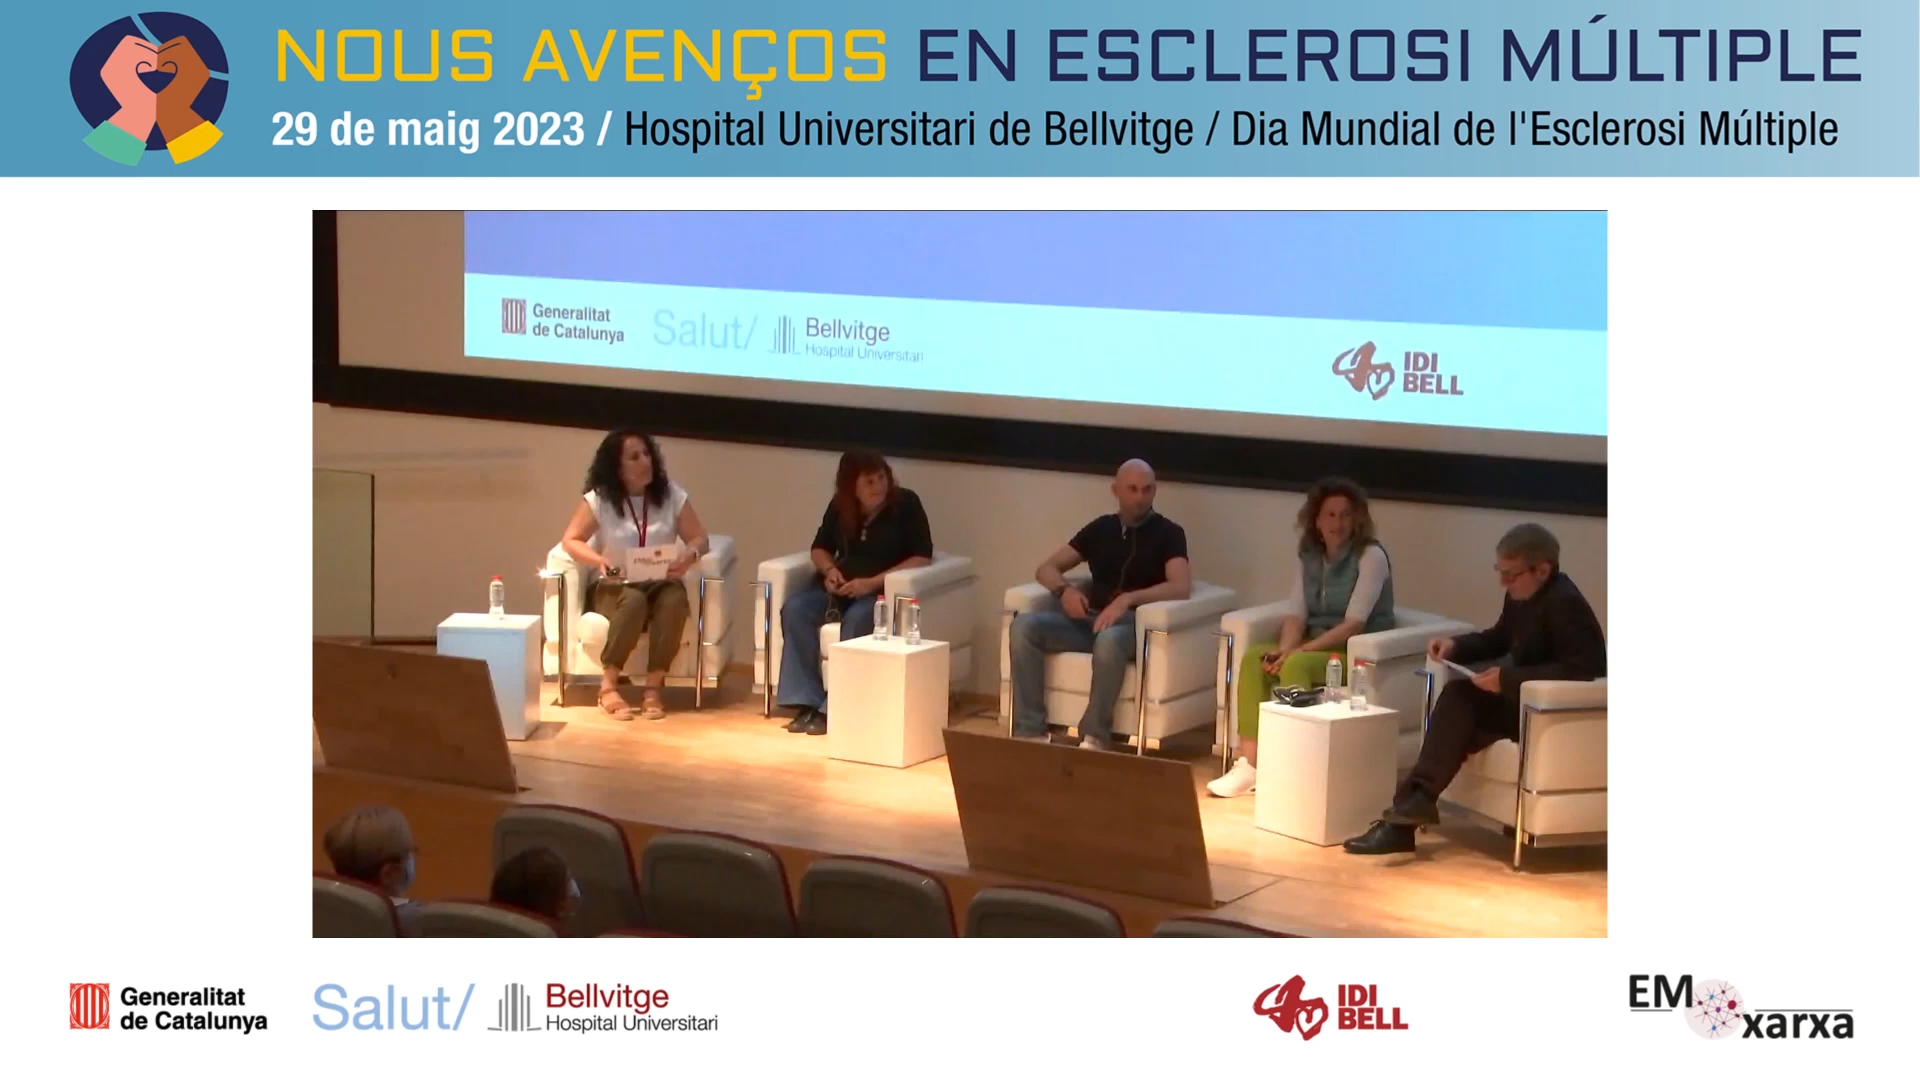 NOUS AVENÇOS EN ESCLEROSI MÚLTIPLE
29 de maig 2023 / Hospital Universitari de Bellvitge / Dia Mundial de l'Esclerosi Múltiple
Generalitat
de Catalunya
Salut/
Bellvitge
Hospital Universitari
IDI
BELL
Generalitat
de Catalunya
Salut/
Bellvitge
Hospital Universitari
IDI
BELL
EM
xarxa